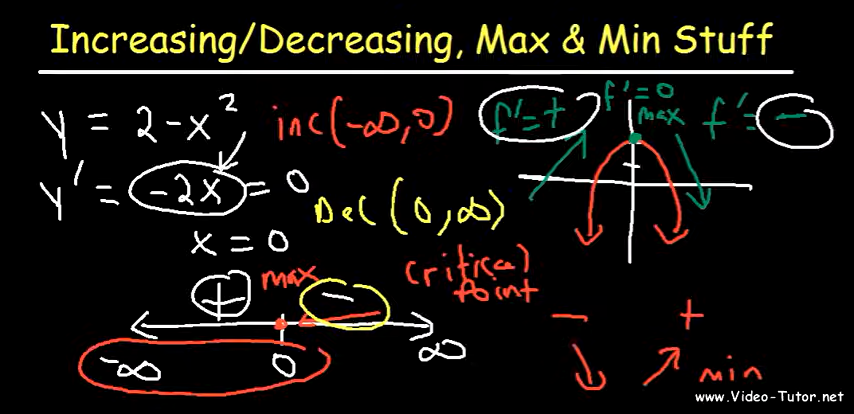 Increasing/Decreasing, Max & Min Stuff
y = 2-x² inc(-∞,0) f'=+ f'=0 max f'= -
y' = -2x = 0 Dec (0,∞)
x = 0
+ max - critical point
-∞ 0 ∞
- + min
www.Video-Tutor.net